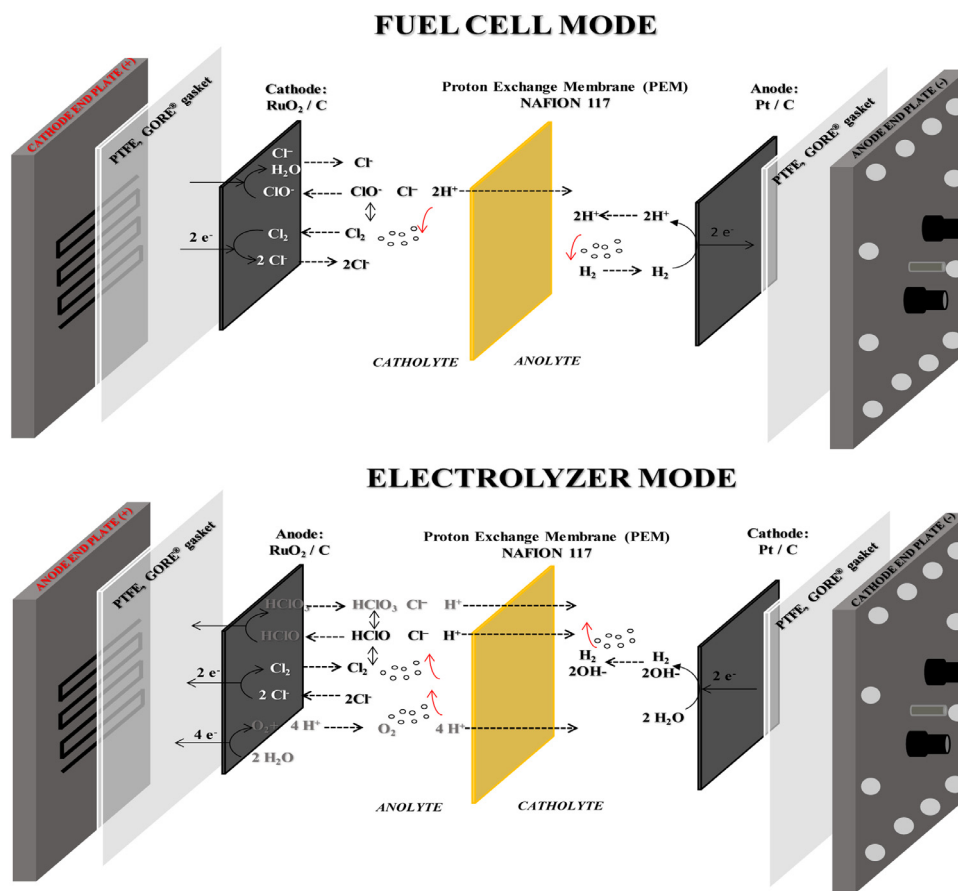 FUEL CELL MODE
CATHODE END PLATE (+)
PTFE, GORE® gasket
Cathode:
RuO₂ / C
Proton Exchange Membrane (PEM)
NAFION 117
Anode:
Pt / C
PTFE, GORE® gasket
ANODE END PLATE (-)
Cl⁻ Cl⁻
H₂O
ClO⁻ ClO⁻ Cl⁻ 2H⁺
2 e⁻ Cl₂ Cl₂
2 Cl⁻ 2Cl⁻
2H⁺ 2H⁺
2 e⁻
H₂ H₂
CATHOLYTE ANOLYTE
ELECTROLYZER MODE
ANODE END PLATE (+)
PTFE, GORE® gasket
Anode:
RuO₂ / C
Proton Exchange Membrane (PEM)
NAFION 117
Cathode:
Pt / C
PTFE, GORE® gasket
CATHODE END PLATE (-)
HClO₃ HClO₃ Cl⁻ H⁺
HClO HClO Cl⁻ H⁺
2 e⁻ Cl₂ Cl₂
2 Cl⁻ 2Cl⁻
4 e⁻ O₂+ 4 H⁺ O₂ 4 H⁺
2 H₂O
H₂ H₂
2OH- 2OH-
2 e⁻
2 H₂O
ANOLYTE CATHOLYTE